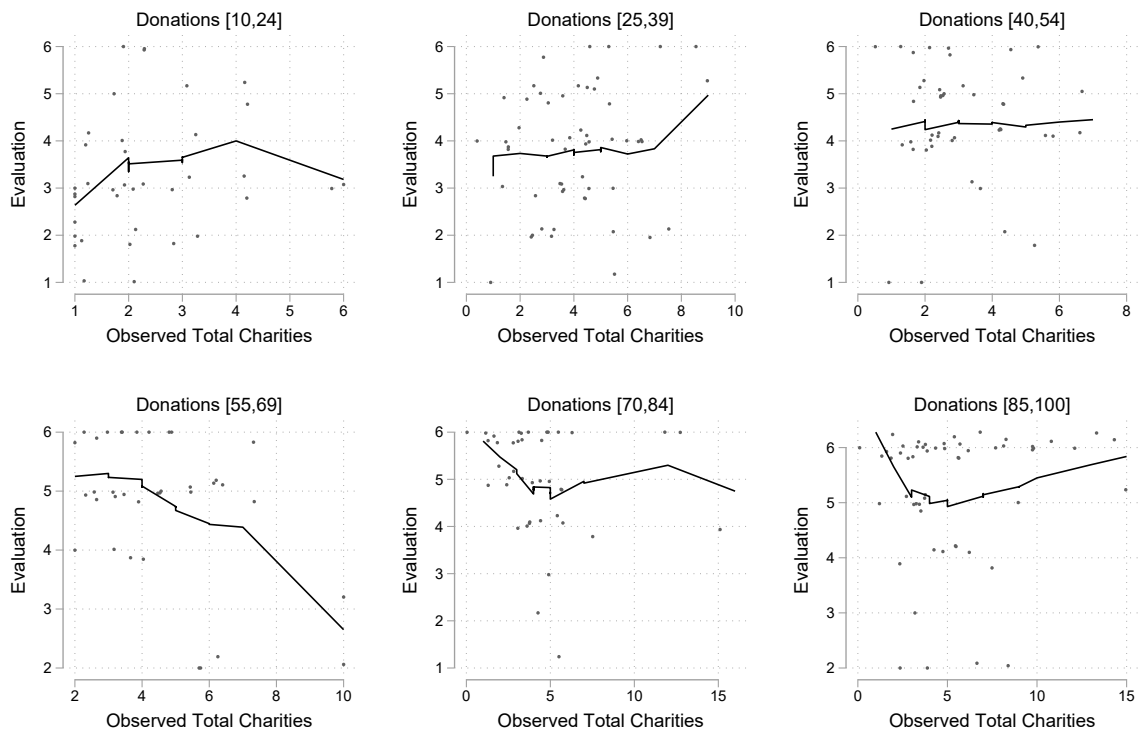 Donations [10,24]
Evaluation
6
5
4
3
2
1
1 2 3 4 5 6
Observed Total Charities
Donations [25,39]
Evaluation
6
5
4
3
2
1
0 2 4 6 8 10
Observed Total Charities
Donations [40,54]
Evaluation
6
5
4
3
2
1
0 2 4 6 8
Observed Total Charities
Donations [55,69]
Evaluation
6
5
4
3
2
2 4 6 8 10
Observed Total Charities
Donations [70,84]
Evaluation
6
5
4
3
2
1
0 5 10 15
Observed Total Charities
Donations [85,100]
Evaluation
6
5
4
3
2
0 5 10 15
Observed Total Charities